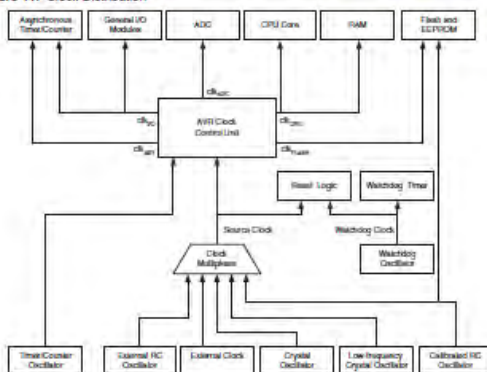 Clock Distribution
Asynchronous
Timer/Counter
General I/O
Modules
ADC
CPU Core
RAM
Flash and
EEPROM
clkADC
clkI/O
AVR Clock
Control Unit
clkCPU
clkASY
clkFLASH
Reset Logic
Watchdog Timer
Source Clock
Watchdog Clock
Clock
Multiplexer
Watchdog
Oscillator
Timer/Counter
Oscillator
External RC
Oscillator
External Clock
Crystal
Oscillator
Low-frequency
Crystal Oscillator
Calibrated RC
Oscillator